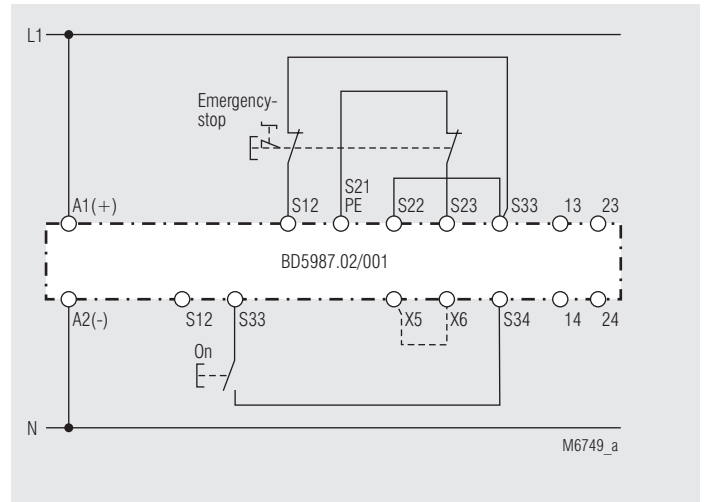 L1
Emergency-
stop
A1(+)
S12
S21
PE
S22
S23
S33
13
23
BD5987.02/001
A2(-)
S12
S33
X5
X6
S34
14
24
On
N
M6749_a